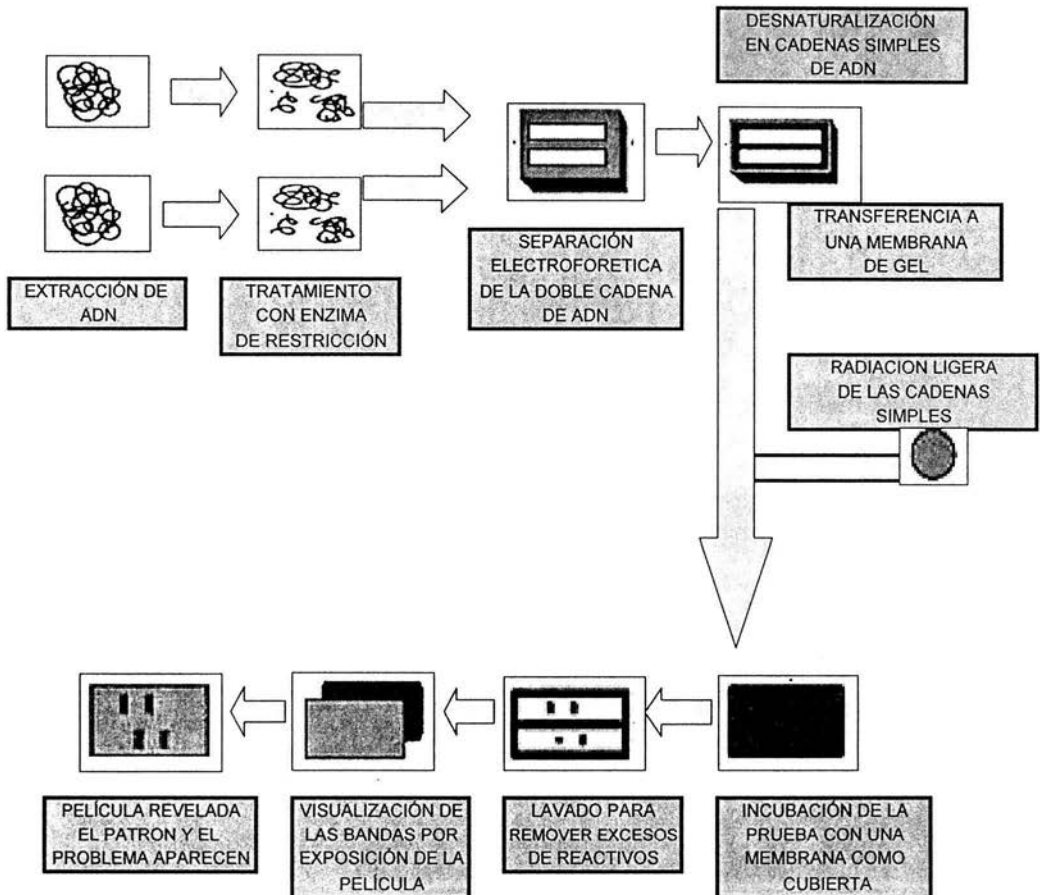 DESNATURALIZACIÓN
EN CADENAS SIMPLES
DE ADN
EXTRACCIÓN DE
ADN
TRATAMIENTO
CON ENZIMA
DE RESTRICCIÓN
SEPARACIÓN
ELECTROFORETICA
DE LA DOBLE CADENA
DE ADN
TRANSFERENCIA A
UNA MEMBRANA
DE GEL
RADIACION LIGERA
DE LAS CADENAS
SIMPLES
PELÍCULA REVELADA
EL PATRON Y EL
PROBLEMA APARECEN
VISUALIZACIÓN DE
LAS BANDAS POR
EXPOSICIÓN DE LA
PELÍCULA
LAVADO PARA
REMOVER EXCESOS
DE REACTIVOS
INCUBACIÓN DE LA
PRUEBA CON UNA
MEMBRANA COMO
CUBIERTA